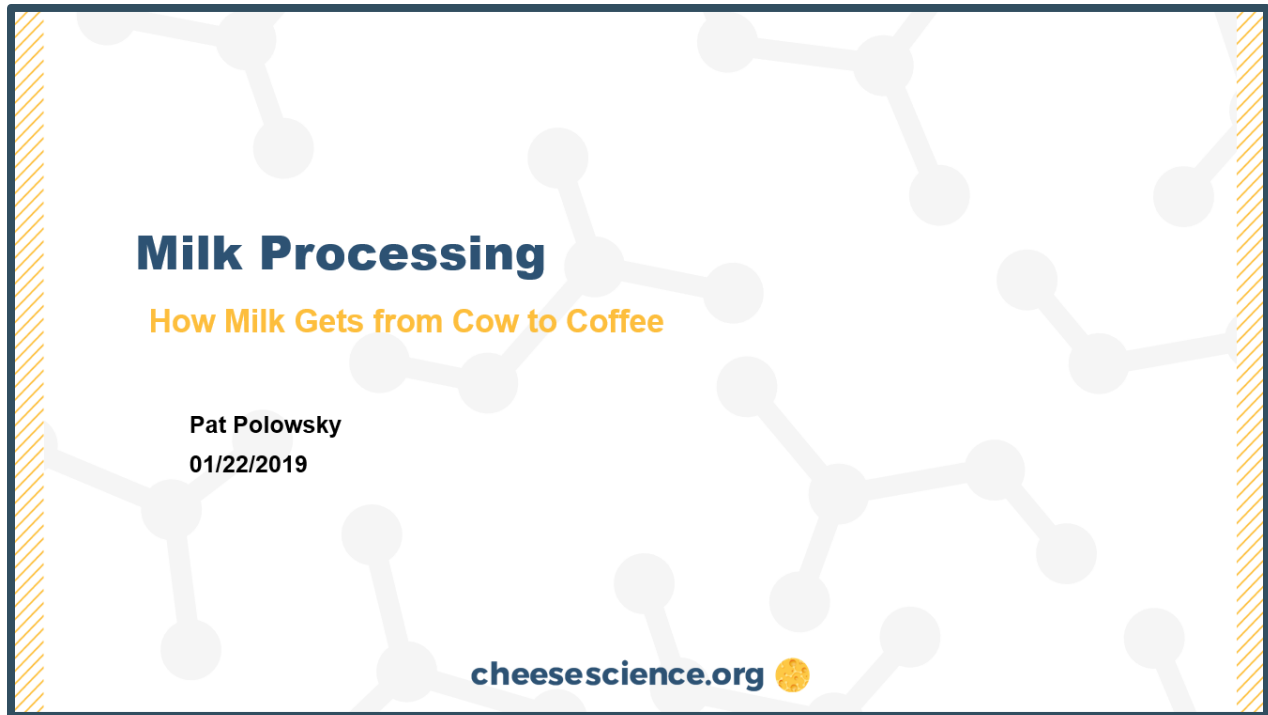 Milk Processing
How Milk Gets from Cow to Coffee
Pat Polowsky
01/22/2019
cheesescience.org